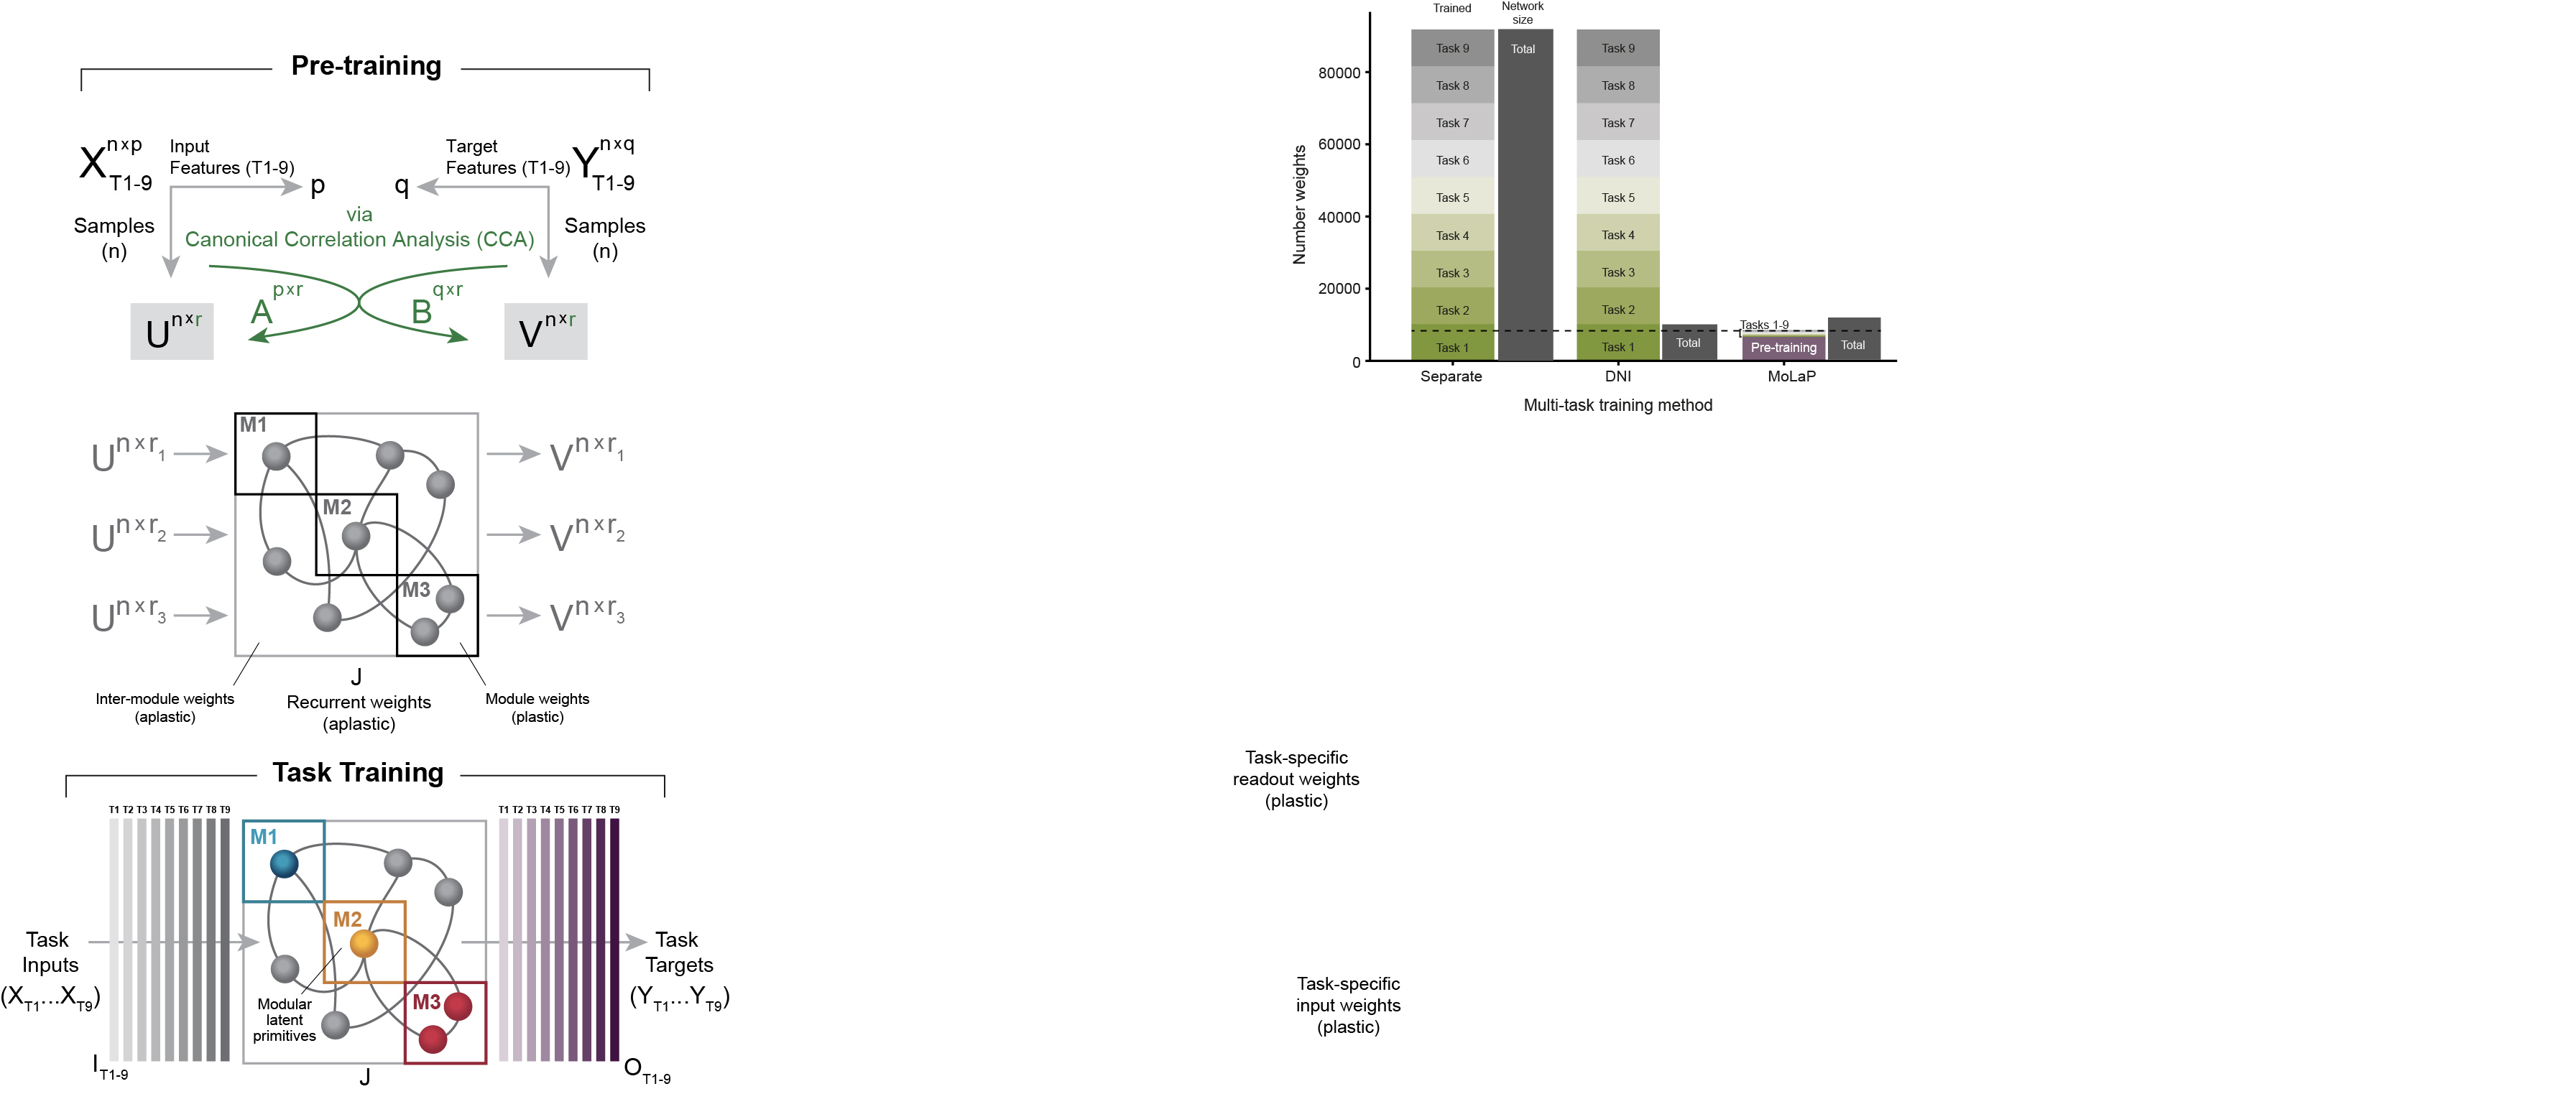 Pre-training
X n x p T1-9
Input
Features (T1-9)
p
q
Target
Features (T1-9)
Y n x q T1-9
Samples
(n)
via
Canonical Correlation Analysis (CCA)
Samples
(n)
A p x r
B q x r
U n x r
V n x r
M1
M2
M3
U n x r1
U n x r2
U n x r3
V n x r1
V n x r2
V n x r3
J
Inter-module weights
(aplastic)
Recurrent weights
(aplastic)
Module weights
(plastic)
Task Training
T1 T2 T3 T4 T5 T6 T7 T8 T9
T1 T2 T3 T4 T5 T6 T7 T8 T9
M1
M2
M3
Task
Inputs
(XT1...XT9)
Modular
latent
primitives
Task
Targets
(YT1...YT9)
I T1-9
J
O T1-9
Trained
Network
size
Number weights
80000
60000
40000
20000
0
Task 9
Task 8
Task 7
Task 6
Task 5
Task 4
Task 3
Task 2
Task 1
Total
Task 9
Task 8
Task 7
Task 6
Task 5
Task 4
Task 3
Task 2
Task 1
Total
Tasks 1-9
Pre-training
Total
Separate
DNI
MoLaP
Multi-task training method
Task-specific
readout weights
(plastic)
Task-specific
input weights
(plastic)